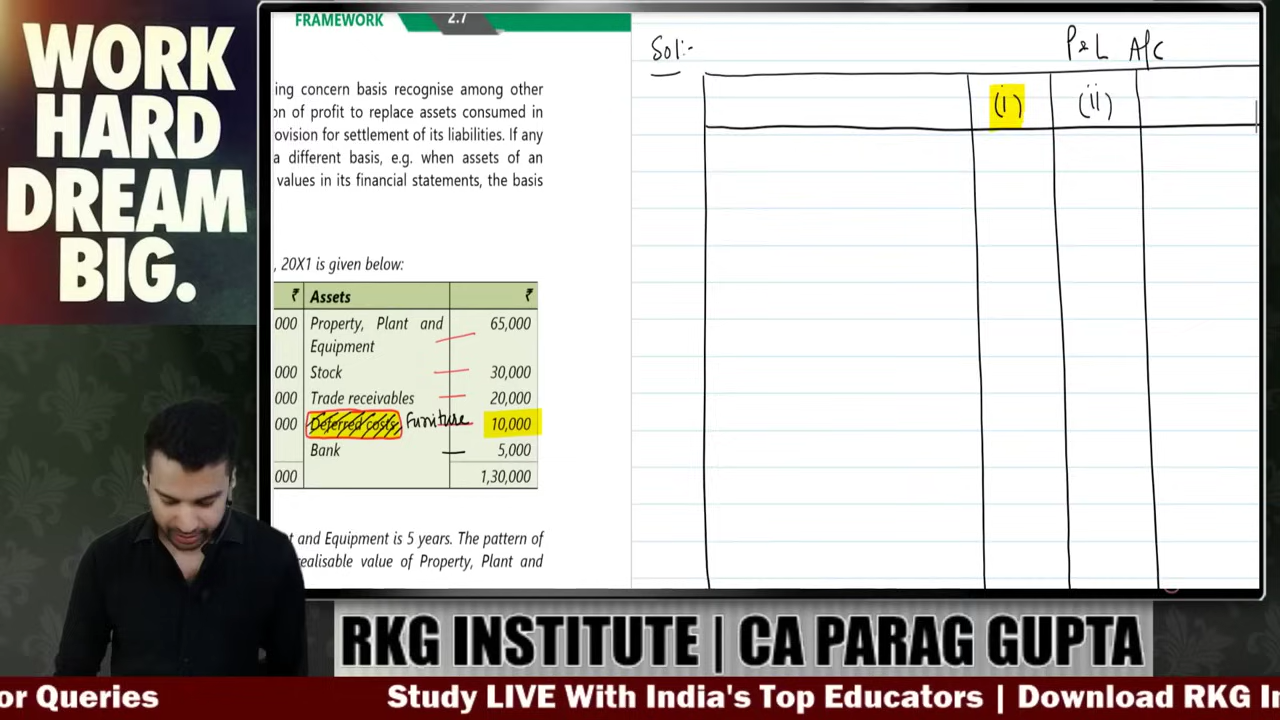 WORK
HARD
DREAM
BIG.
FRAMEWORK 2.7
ing concern basis recognise among other
on of profit to replace assets consumed in
ovision for settlement of its liabilities. If any
a different basis, e.g. when assets of an
values in its financial statements, the basis
, 20X1 is given below:
₹ Assets ₹
000 Property, Plant and 65,000
Equipment
000 Stock 30,000
000 Trade receivables 20,000
000 Deferred costs Furniture 10,000
Bank 5,000
000 1,30,000
t and Equipment is 5 years. The pattern of
realisable value of Property, Plant and
Sol:-
P&L A/C
(i) (ii)
RKG INSTITUTE | CA PARAG GUPTA
or Queries Study LIVE With India's Top Educators | Download RKG In